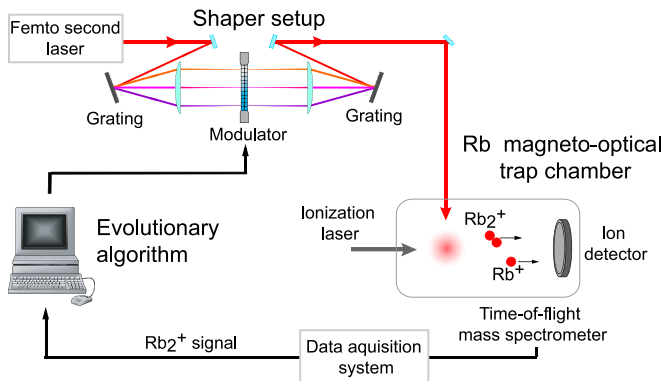 Shaper setup
Femto second
laser
Grating
Modulator
Grating
Rb magneto-optical
trap chamber
Evolutionary
algorithm
Ionization
laser
Rb2+
Rb+
Ion
detector
Time-of-flight
mass spectrometer
Rb2+ signal
Data aquisition
system